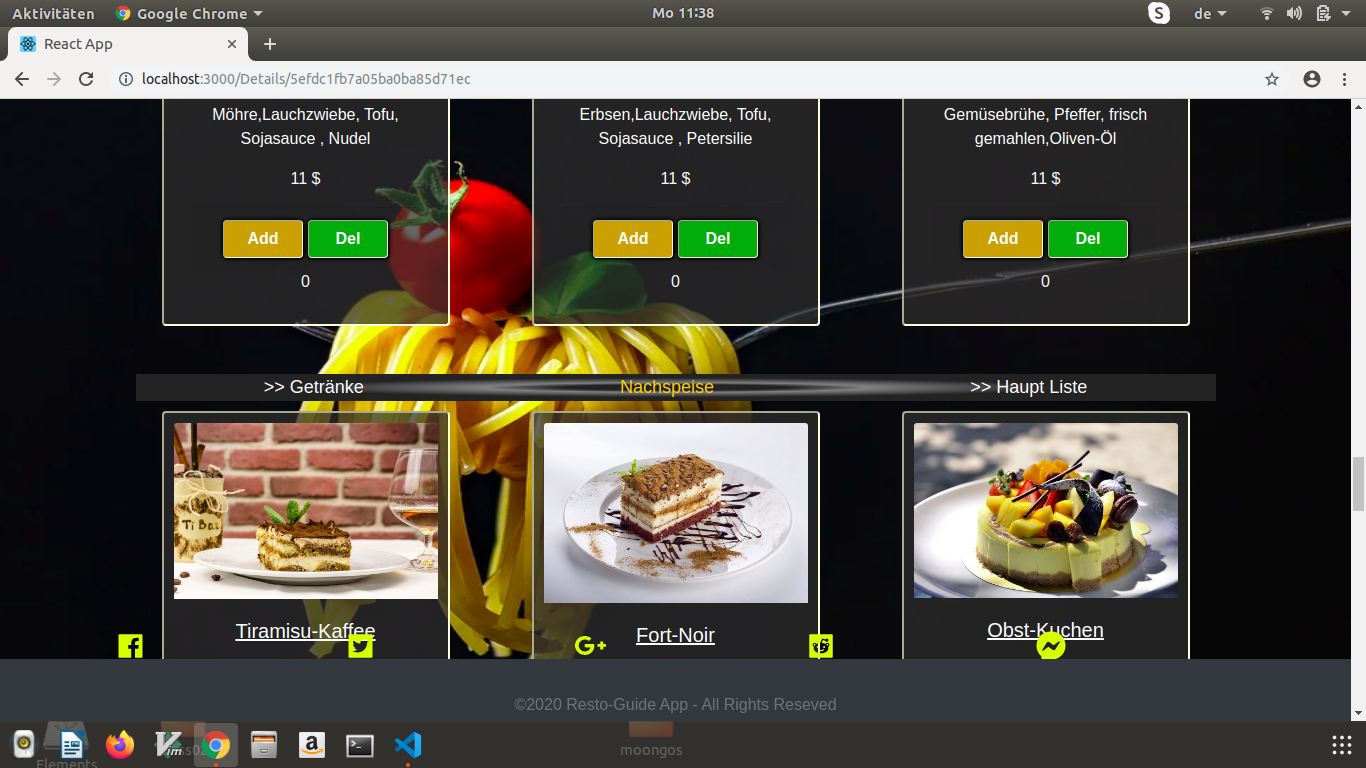 Aktivitäten
Google Chrome
Mo 11:38
S
de
React App
localhost:3000/Details/5efdc1fb7a05ba0ba85d71ec
Möhre,Lauchzwiebe, Tofu,
Sojasauce , Nudel
11 $
Add Del
0
Erbsen,Lauchzwiebe, Tofu,
Sojasauce , Petersilie
11 $
Add Del
0
Gemüsebrühe, Pfeffer, frisch
gemahlen,Oliven-Öl
11 $
Add Del
0
>> Getränke
Nachspeise
>> Haupt Liste
Tiramisu-Kaffee
Fort-Noir
Obst-Kuchen
G+
©2020 Resto-Guide App - All Rights Reseved
Elements
moongos